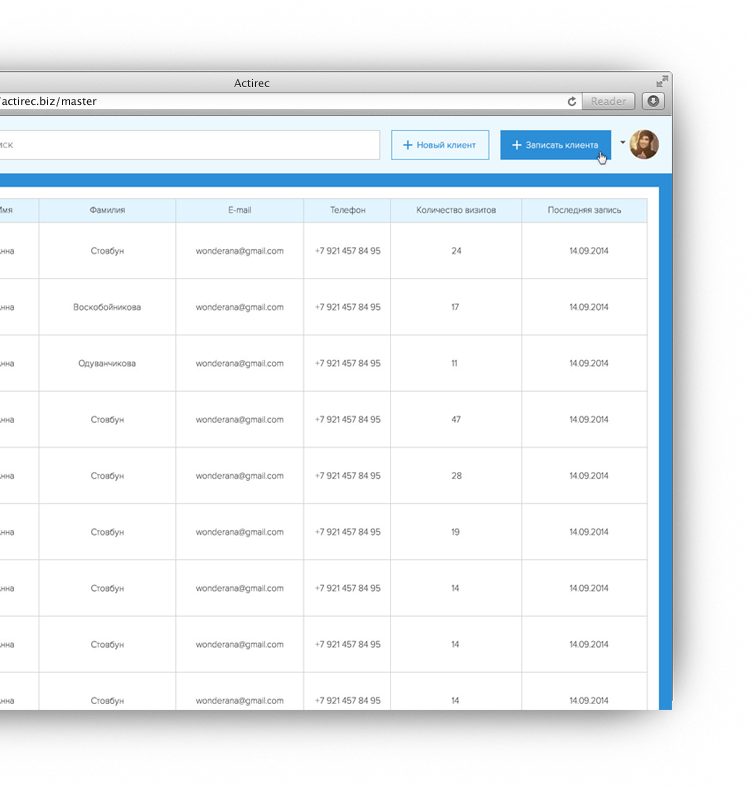 Actirec
actirec.biz/master
Reader
иск
+ Новый клиент
+ Записать клиента
Имя Фамилия E-mail Телефон Количество визитов Последняя запись
нна Стовбун wonderana@gmail.com +7 921 457 84 95 24 14.09.2014
нна Воскобойникова wonderana@gmail.com +7 921 457 84 95 17 14.09.2014
нна Одуванчикова wonderana@gmail.com +7 921 457 84 95 11 14.09.2014
нна Стовбун wonderana@gmail.com +7 921 457 84 95 47 14.09.2014
нна Стовбун wonderana@gmail.com +7 921 457 84 95 28 14.09.2014
нна Стовбун wonderana@gmail.com +7 921 457 84 95 19 14.09.2014
нна Стовбун wonderana@gmail.com +7 921 457 84 95 14 14.09.2014
нна Стовбун wonderana@gmail.com +7 921 457 84 95 14 14.09.2014
нна Стовбун wonderana@gmail.com +7 921 457 84 95 14 14.09.2014